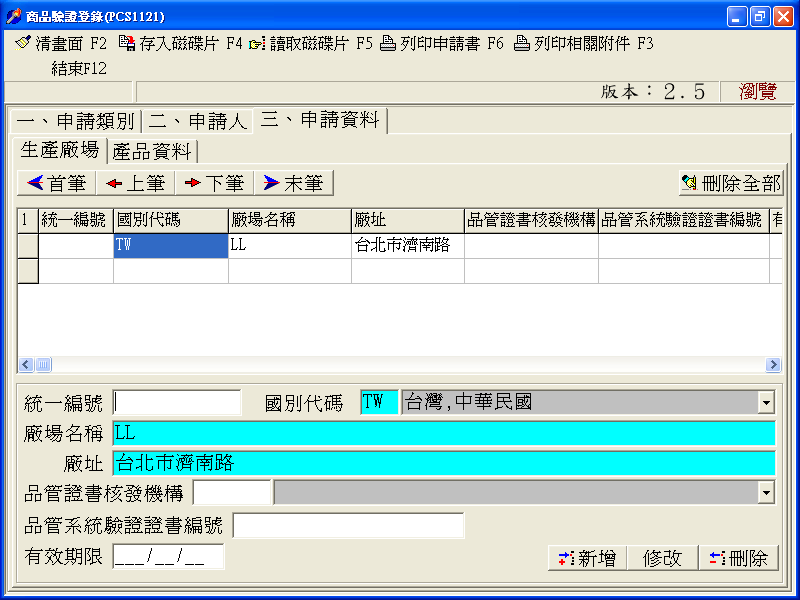 商品驗證登錄(PCS1121)
清畫面 F2 存入磁碟片 F4 讀取磁碟片 F5 列印申請書 F6 列印相關附件 F3
結束F12
版本：2.5 瀏覽
一、申請類別 二、申請人 三、申請資料
生產廠場 產品資料
首筆 上筆 下筆 末筆 刪除全部
1 統一編號 國別代碼 廠場名稱 廠址 品管證書核發機構 品管系統驗證證書編號 有
TW LL 台北市濟南路
統一編號 國別代碼 TW 台灣,中華民國
廠場名稱 LL
廠址 台北市濟南路
品管證書核發機構
品管系統驗證證書編號
有效期限 ___/__/__
新增 修改 刪除